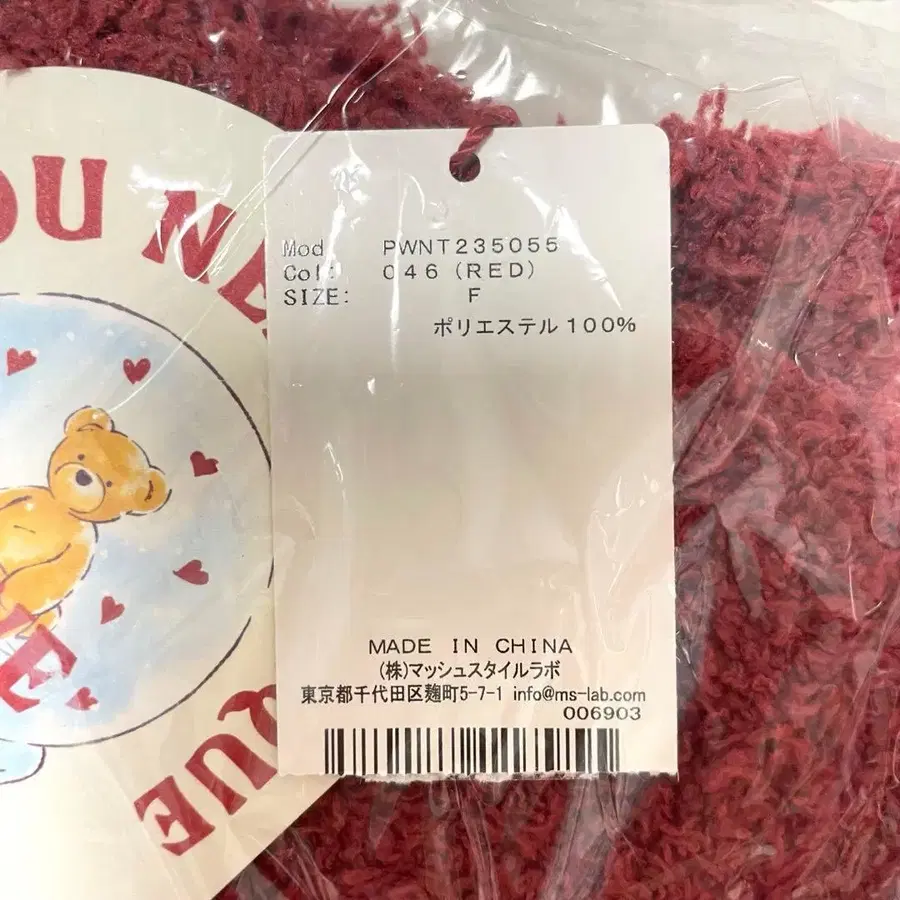 OU NE
QUE
Mod PWNT235055
Col: 046(RED)
SIZE: F
ポリエステル100%
MADE IN CHINA
(株)マッシュスタイルラボ
東京都千代田区麹町5-7-1 info@ms-lab.com
006903